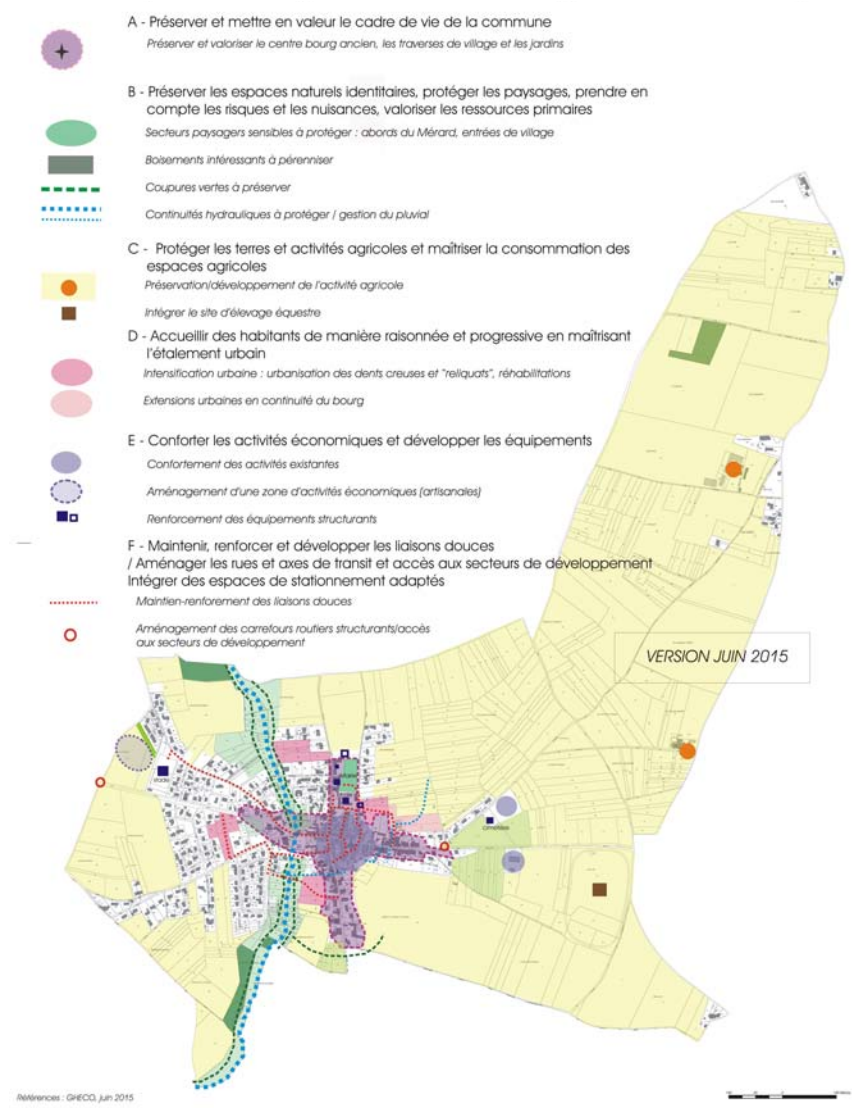 A - Préserver et mettre en valeur le cadre de vie de la commune
Préserver et valoriser le centre bourg ancien, les traverses de village et les jardins
B - Préserver les espaces naturels identitaires, protéger les paysages, prendre en
compte les risques et les nuisances, valoriser les ressources primaires
Secteurs paysagers sensibles à protéger : abords du Mérard, entrées de village
Boisements intéressants à pérenniser
Coupures vertes à préserver
Continuités hydrauliques à protéger / gestion du pluvial
C - Protéger les terres et activités agricoles et maîtriser la consommation des
espaces agricoles
Préservation/développement de l'activité agricole
Intégrer le site d'élevage équestre
D - Accueillir des habitants de manière raisonnée et progressive en maîtrisant
l'étalement urbain
Intensification urbaine : urbanisation des dents creuses et "reliquats", réhabilitations
Extensions urbaines en continuité du bourg
E - Conforter les activités économiques et développer les équipements
Confortement des activités existantes
Aménagement d'une zone d'activités économiques (artisanales)
Renforcement des équipements structurants
F - Maintenir, renforcer et développer les liaisons douces
/ Aménager les rues et axes de transit et accès aux secteurs de développement
Intégrer des espaces de stationnement adaptés
Maintien-renforement des liaisons douces
Aménagement des carrefours routiers structurants/accès
aux secteurs de développement
VERSION JUIN 2015
stade
cimetière
Références : GHECO, juin 2015